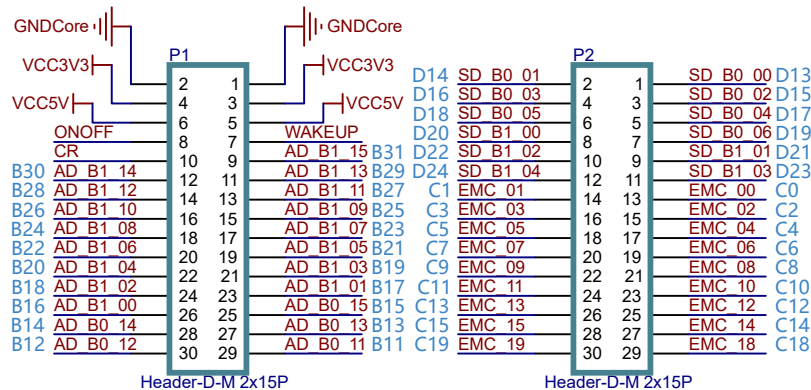 GNDCore GNDCore
P1
VCC3V3 VCC3V3
2 1
VCC5V 4 3 VCC5V
6 5
ONOFF 8 7 WAKEUP
CR 10 9 AD_B1_15 B31
B30 AD_B1_14 12 11 AD_B1_13 B29
B28 AD_B1_12 14 13 AD_B1_11 B27
B26 AD_B1_10 16 15 AD_B1_09 B25
B24 AD_B1_08 18 17 AD_B1_07 B23
B22 AD_B1_06 20 19 AD_B1_05 B21
B20 AD_B1_04 22 21 AD_B1_03 B19
B18 AD_B1_02 24 23 AD_B1_01 B17
B16 AD_B1_00 26 25 AD_B0_15 B15
B14 AD_B0_14 28 27 AD_B0_13 B13
B12 AD_B0_12 30 29 AD_B0_11 B11
Header-D-M 2x15P
P2
D14 SD_B0_01 2 1 SD_B0_00 D13
D16 SD_B0_03 4 3 SD_B0_02 D15
D18 SD_B0_05 6 5 SD_B0_04 D17
D20 SD_B1_00 8 7 SD_B0_06 D19
D22 SD_B1_02 10 9 SD_B1_01 D21
D24 SD_B1_04 12 11 SD_B1_03 D23
C1 EMC_01 14 13 EMC_00 C0
C3 EMC_03 16 15 EMC_02 C2
C5 EMC_05 18 17 EMC_04 C4
C7 EMC_07 20 19 EMC_06 C6
C9 EMC_09 22 21 EMC_08 C8
C11 EMC_11 24 23 EMC_10 C10
C13 EMC_13 26 25 EMC_12 C12
C15 EMC_15 28 27 EMC_14 C14
C19 EMC_19 30 29 EMC_18 C18
Header-D-M 2x15P